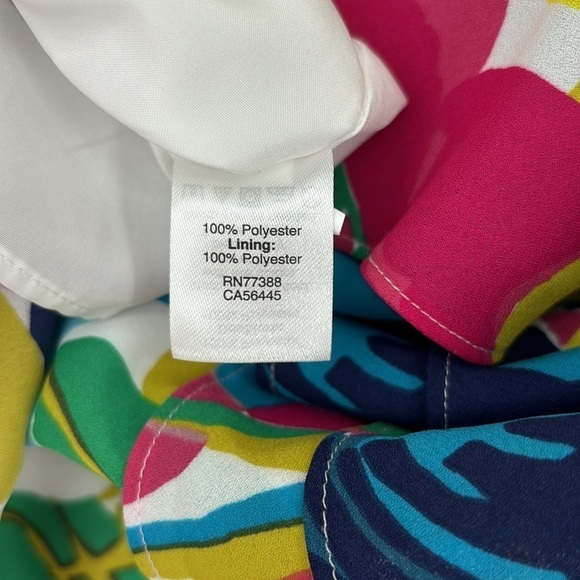 100% Polyester
Lining:
100% Polyester
RN77388
CA56445